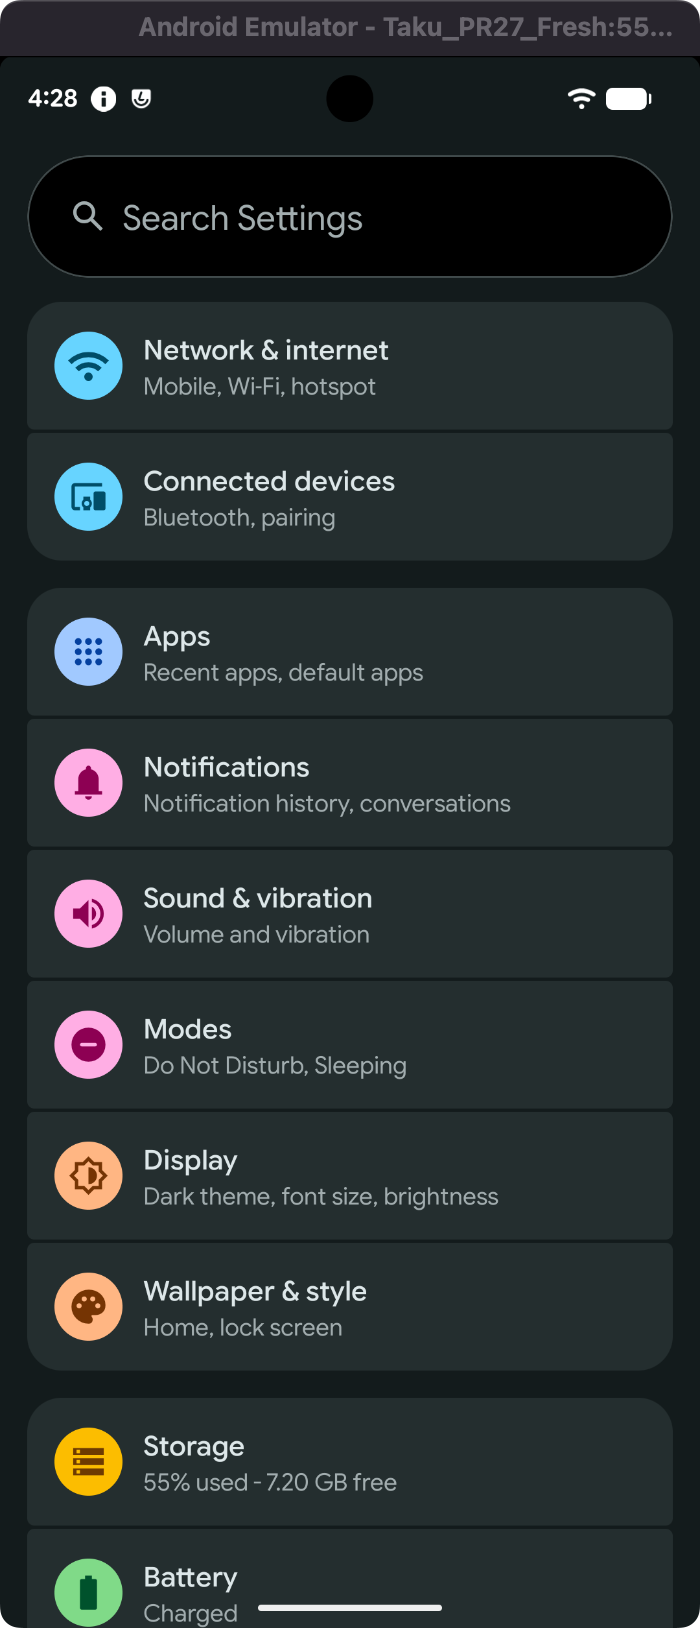 Android Emulator - Taku_PR27_Fresh:55...
4:28
Search Settings
Network & internet
Mobile, Wi-Fi, hotspot
Connected devices
Bluetooth, pairing
Apps
Recent apps, default apps
Notifications
Notification history, conversations
Sound & vibration
Volume and vibration
Modes
Do Not Disturb, Sleeping
Display
Dark theme, font size, brightness
Wallpaper & style
Home, lock screen
Storage
55% used - 7.20 GB free
Battery
Charged